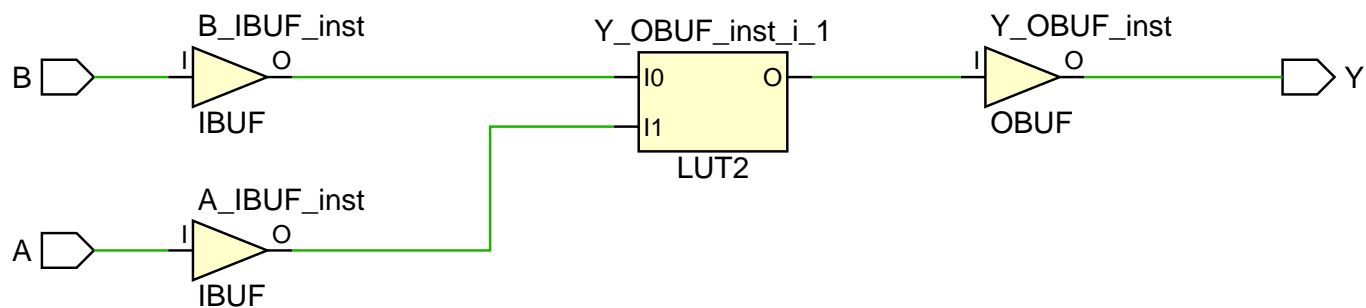 B_IBUF_inst
Y_OBUF_inst_i_1
Y_OBUF_inst
B
I
O
I0
O
I
O
Y
IBUF
I1
OBUF
LUT2
A_IBUF_inst
A
I
O
IBUF